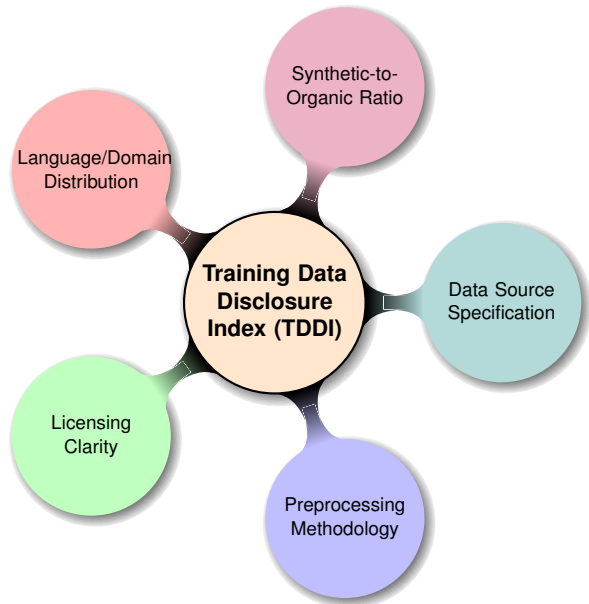 Synthetic-to-
Organic Ratio
Language/Domain
Distribution
Training Data
Disclosure
Index (TDDI)
Data Source
Specification
Licensing
Clarity
Preprocessing
Methodology